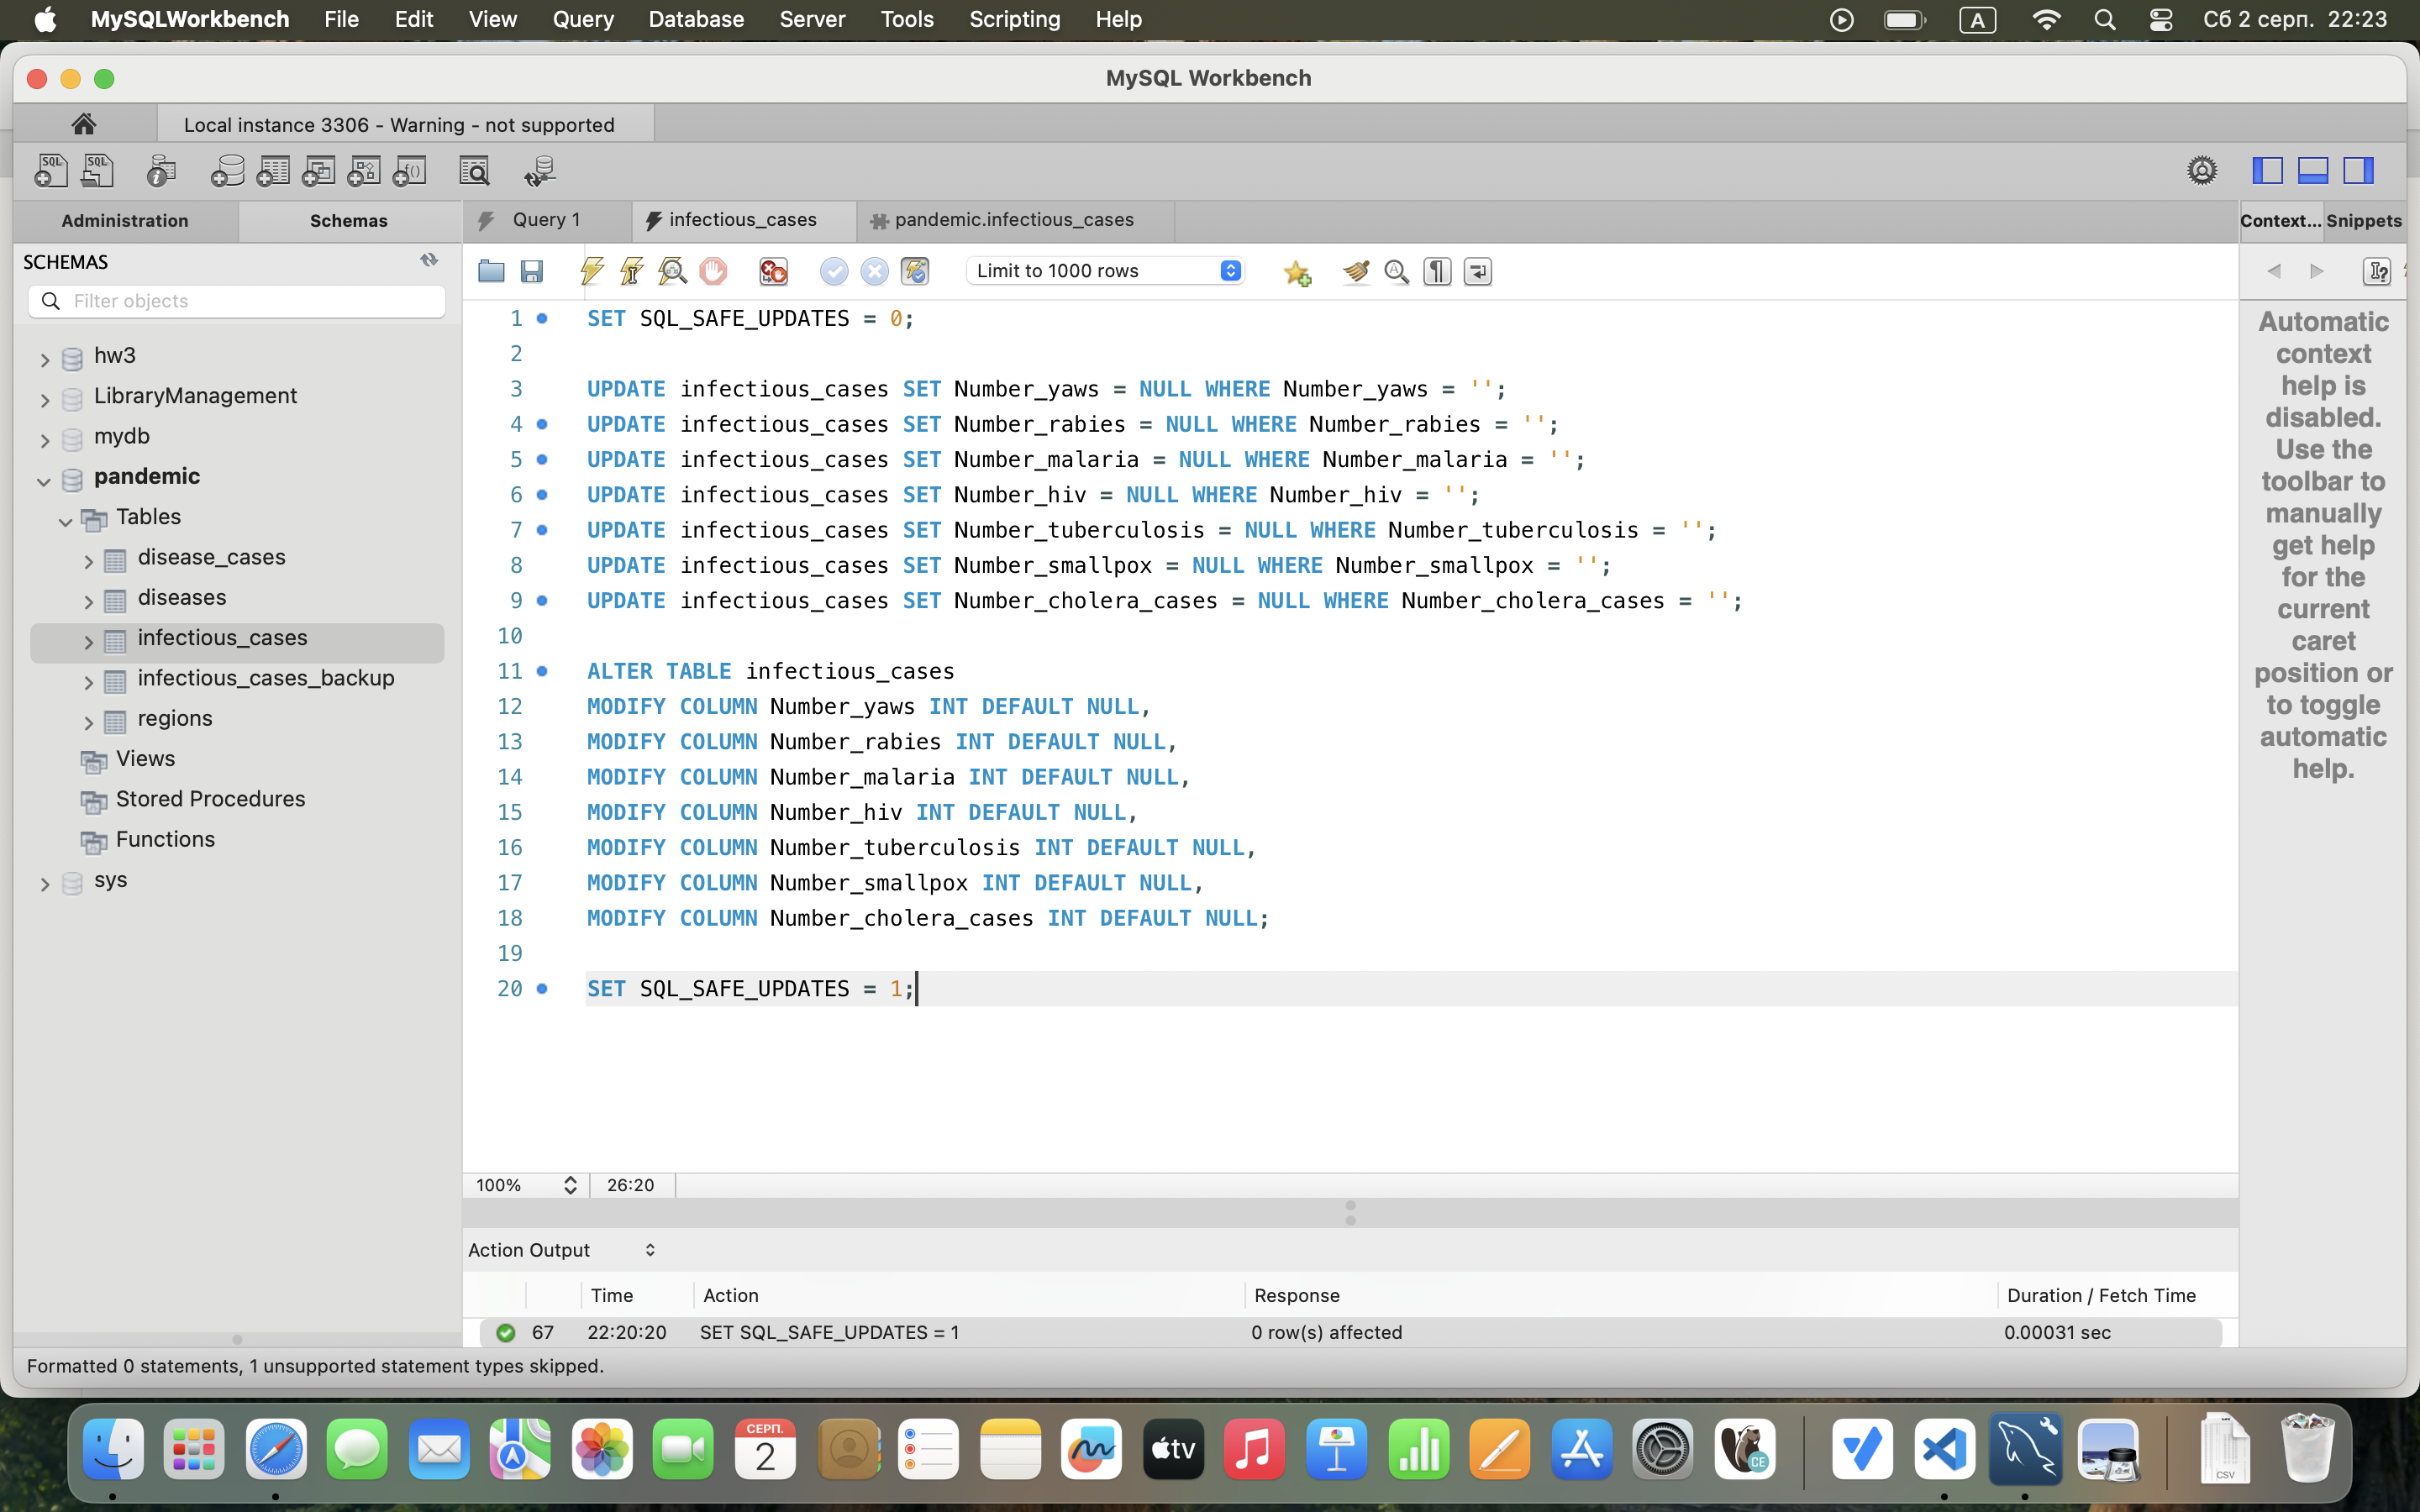 MySQLWorkbench File Edit View Query Database Server Tools Scripting Help A Сб 2 серп. 22:23
MySQL Workbench
Local instance 3306 - Warning - not supported
Administration Schemas Query 1 infectious_cases pandemic.infectious_cases Context... Snippets
SCHEMAS
Filter objects
Limit to 1000 rows
hw3
LibraryManagement
mydb
pandemic
Tables
disease_cases
diseases
infectious_cases
infectious_cases_backup
regions
Views
Stored Procedures
Functions
sys
1 SET SQL_SAFE_UPDATES = 0;
2
3 UPDATE infectious_cases SET Number_yaws = NULL WHERE Number_yaws = '';
4 UPDATE infectious_cases SET Number_rabies = NULL WHERE Number_rabies = '';
5 UPDATE infectious_cases SET Number_malaria = NULL WHERE Number_malaria = '';
6 UPDATE infectious_cases SET Number_hiv = NULL WHERE Number_hiv = '';
7 UPDATE infectious_cases SET Number_tuberculosis = NULL WHERE Number_tuberculosis = '';
8 UPDATE infectious_cases SET Number_smallpox = NULL WHERE Number_smallpox = '';
9 UPDATE infectious_cases SET Number_cholera_cases = NULL WHERE Number_cholera_cases = '';
10
11 ALTER TABLE infectious_cases
12 MODIFY COLUMN Number_yaws INT DEFAULT NULL,
13 MODIFY COLUMN Number_rabies INT DEFAULT NULL,
14 MODIFY COLUMN Number_malaria INT DEFAULT NULL,
15 MODIFY COLUMN Number_hiv INT DEFAULT NULL,
16 MODIFY COLUMN Number_tuberculosis INT DEFAULT NULL,
17 MODIFY COLUMN Number_smallpox INT DEFAULT NULL,
18 MODIFY COLUMN Number_cholera_cases INT DEFAULT NULL;
19
20 SET SQL_SAFE_UPDATES = 1;
Automatic
context
help is
disabled.
Use the
toolbar to
manually
get help
for the
current
caret
position or
to toggle
automatic
help.
100% 26:20
Action Output
Time Action Response Duration / Fetch Time
67 22:20:20 SET SQL_SAFE_UPDATES = 1 0 row(s) affected 0.00031 sec
Formatted 0 statements, 1 unsupported statement types skipped.
СЕРП.
2
tv
CE
CSV